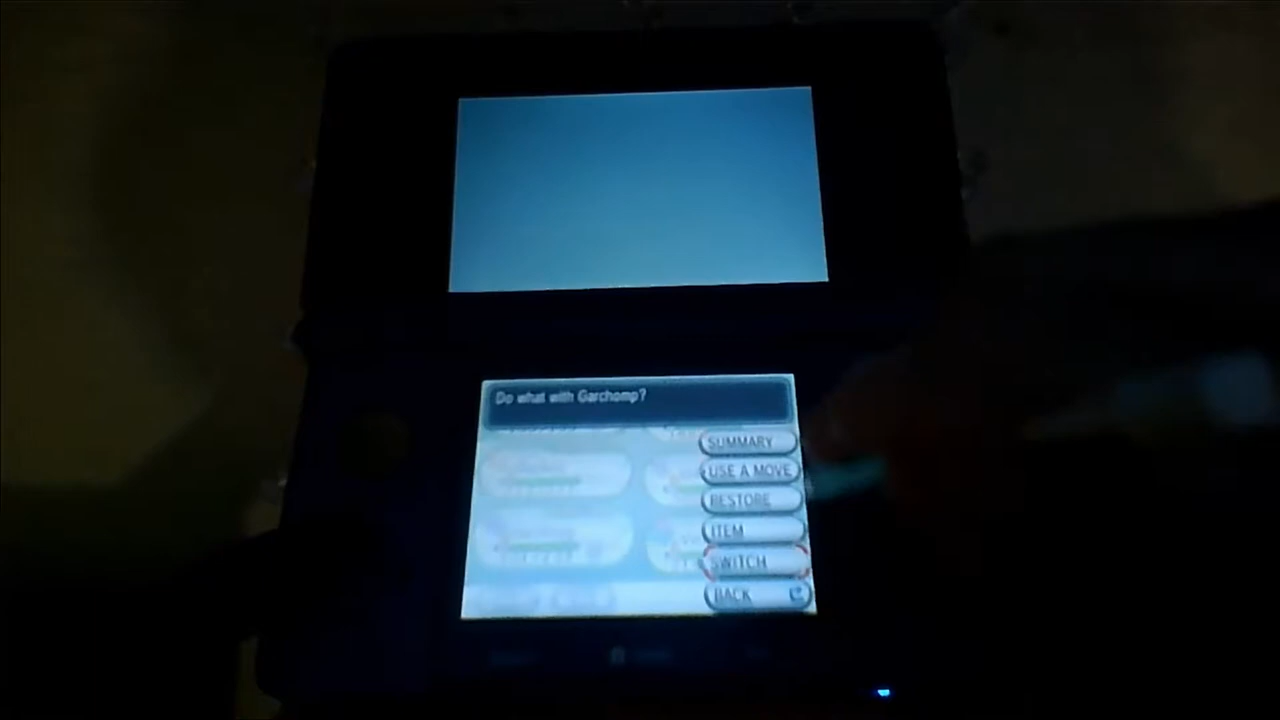 Do what with Garchomp?
SUMMARY
USE A MOVE
RESTORE
ITEM
SWITCH
BACK